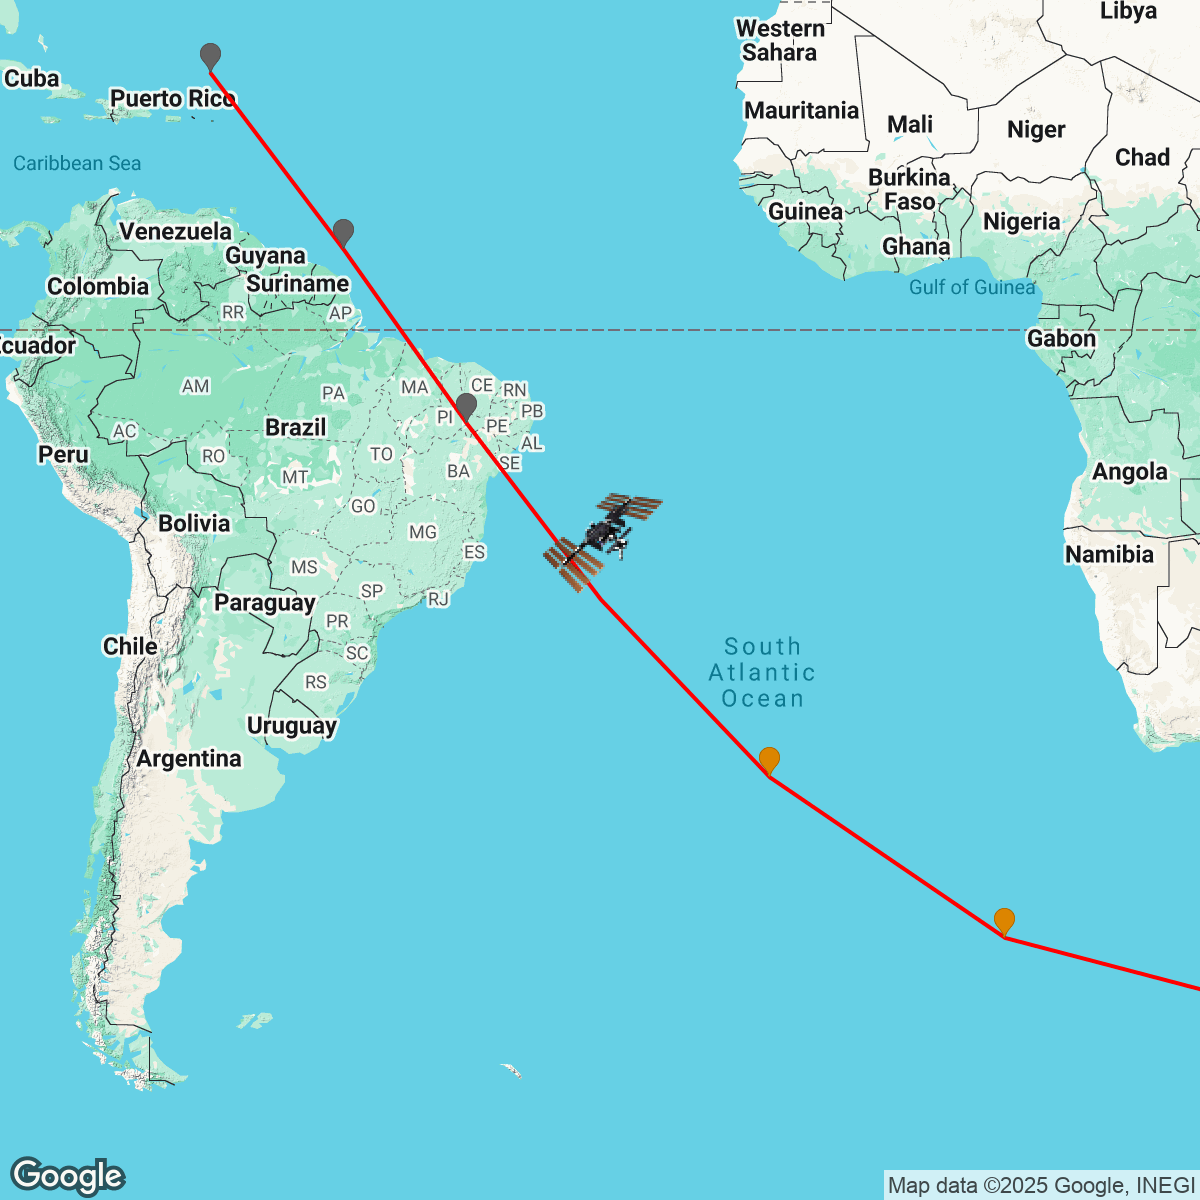 Libya
Western
Sahara
Cuba
Puerto Rico
Mauritania
Mali
Niger
Chad
Caribbean Sea
Burkina
Faso
Guinea
Nigeria
Venezuela
Ghana
Guyana
Colombia
Suriname
Gulf of Guinea
RR
AP
Ecuador
Gabon
AM
PA
MA
CE
RN
PI
PB
AC
Brazil
PE
AL
Peru
RO
TO
SE
MT
BA
Angola
GO
Bolivia
MG
ES
Namibia
MS
SP
RJ
Paraguay
PR
Chile
SC
South
Atlantic
Ocean
RS
Uruguay
Argentina
Google
Map data ©2025 Google, INEGI